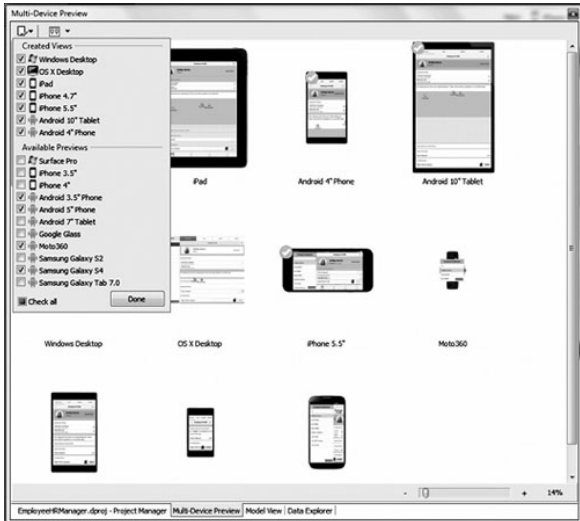 Multi-Device Preview
Created Views
Windows Desktop
OS X Desktop
iPad
iPhone 4.7"
iPhone 5.5"
Android 10" Tablet
Android 4" Phone
Available Previews
Surface Pro
iPhone 3.5"
iPhone 4"
Android 3.5" Phone
Android 5" Phone
Android 7" Tablet
Google Glass
Moto360
Samsung Galaxy S2
Samsung Galaxy S4
Samsung Galaxy Tab 7.0
Check all
Done
iPad
Android 4" Phone
Android 10" Tablet
Windows Desktop
OS X Desktop
iPhone 5.5"
Moto360
- + 14%
EmployeeHRManager.dproj - Project Manager Multi-Device Preview Model View Data Explorer